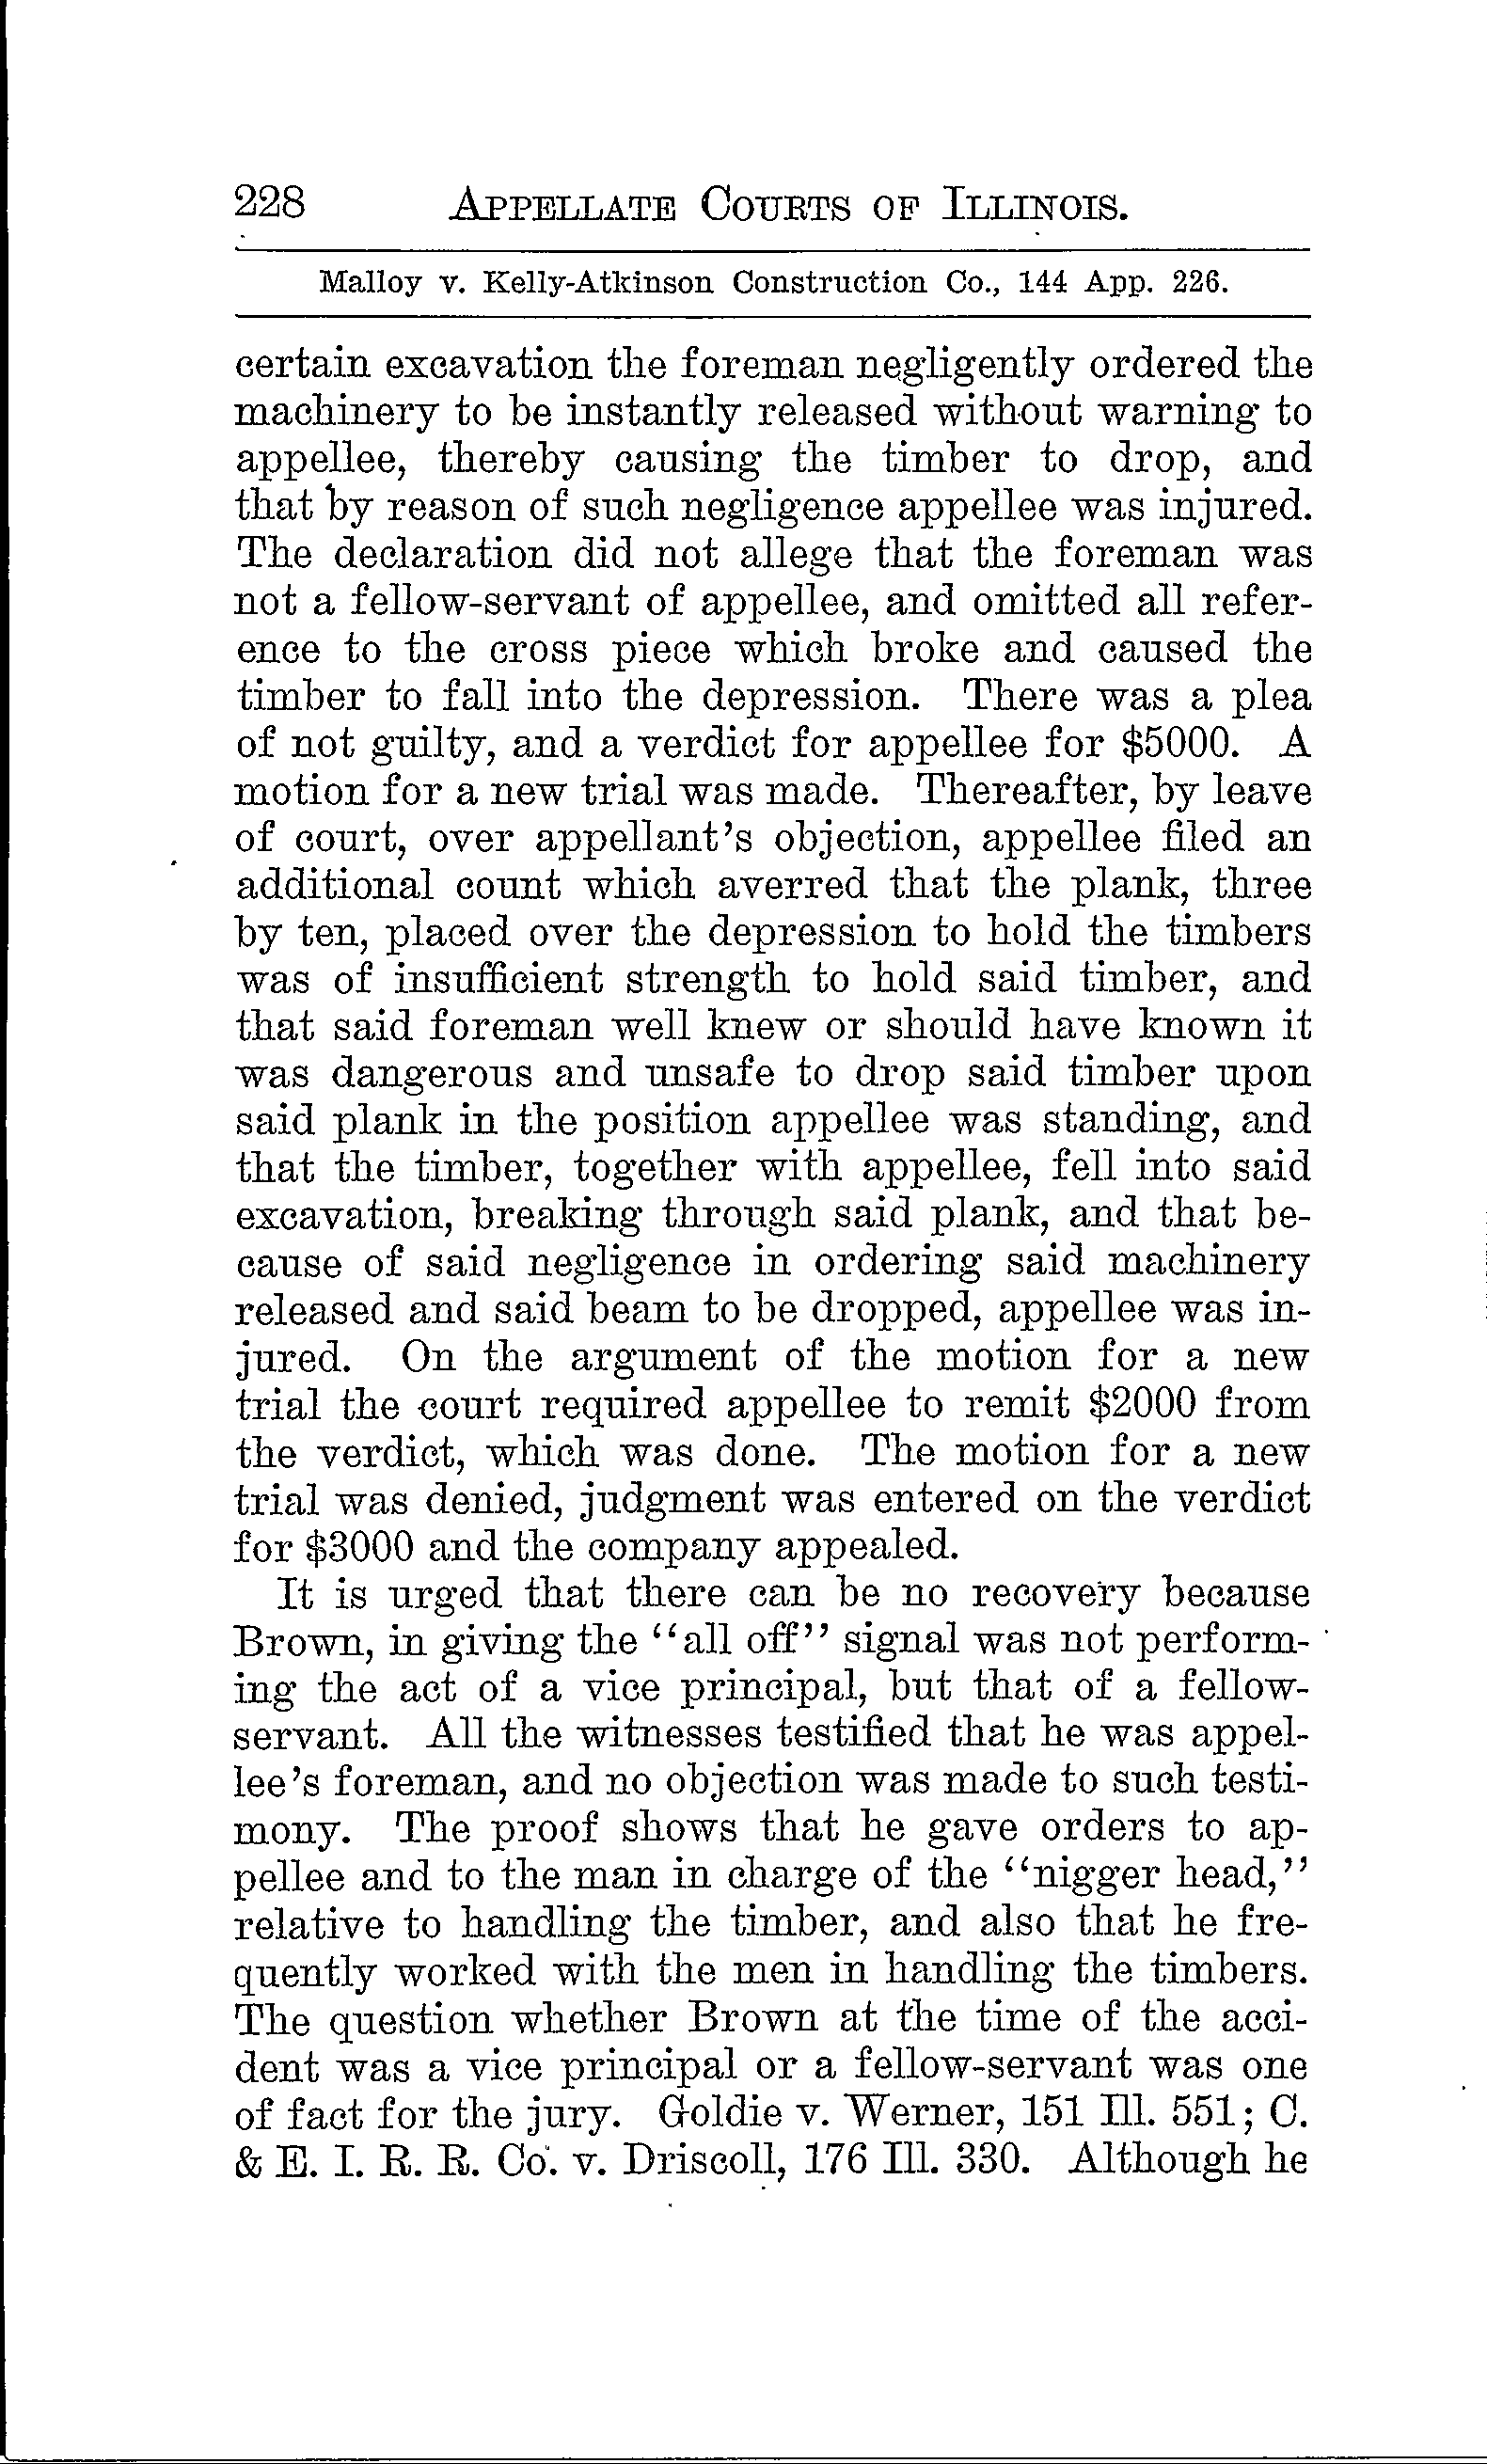 228 APPELLATE COURTS OF ILLINOIS.
Malloy v. Kelly-Atkinson Construction Co., 144 App. 226.
certain excavation the foreman negligently ordered the
machinery to be instantly released without warning to
appellee, thereby causing the timber to drop, and
that by reason of such negligence appellee was injured.
The declaration did not allege that the foreman was
not a fellow-servant of appellee, and omitted all refer-
ence to the cross piece which broke and caused the
timber to fall into the depression. There was a plea
of not guilty, and a verdict for appellee for $5000. A
motion for a new trial was made. Thereafter, by leave
of court, over appellant's objection, appellee filed an
additional count which averred that the plank, three
by ten, placed over the depression to hold the timbers
was of insufficient strength to hold said timber, and
that said foreman well knew or should have known it
was dangerous and unsafe to drop said timber upon
said plank in the position appellee was standing, and
that the timber, together with appellee, fell into said
excavation, breaking through said plank, and that be-
cause of said negligence in ordering said machinery
released and said beam to be dropped, appellee was in-
jured. On the argument of the motion for a new
trial the court required appellee to remit $2000 from
the verdict, which was done. The motion for a new
trial was denied, judgment was entered on the verdict
for $3000 and the company appealed.
It is urged that there can be no recovery because
Brown, in giving the "all off" signal was not perform-
ing the act of a vice principal, but that of a fellow-
servant. All the witnesses testified that he was appel-
lee's foreman, and no objection was made to such testi-
mony. The proof shows that he gave orders to ap-
pellee and to the man in charge of the "nigger head,"
relative to handling the timber, and also that he fre-
quently worked with the men in handling the timbers.
The question whether Brown at the time of the acci-
dent was a vice principal or a fellow-servant was one
of fact for the jury. Goldie v. Werner, 151 Ill. 551; C.
& E. I. R. R. Co. v. Driscoll, 176 Ill. 330. Although he